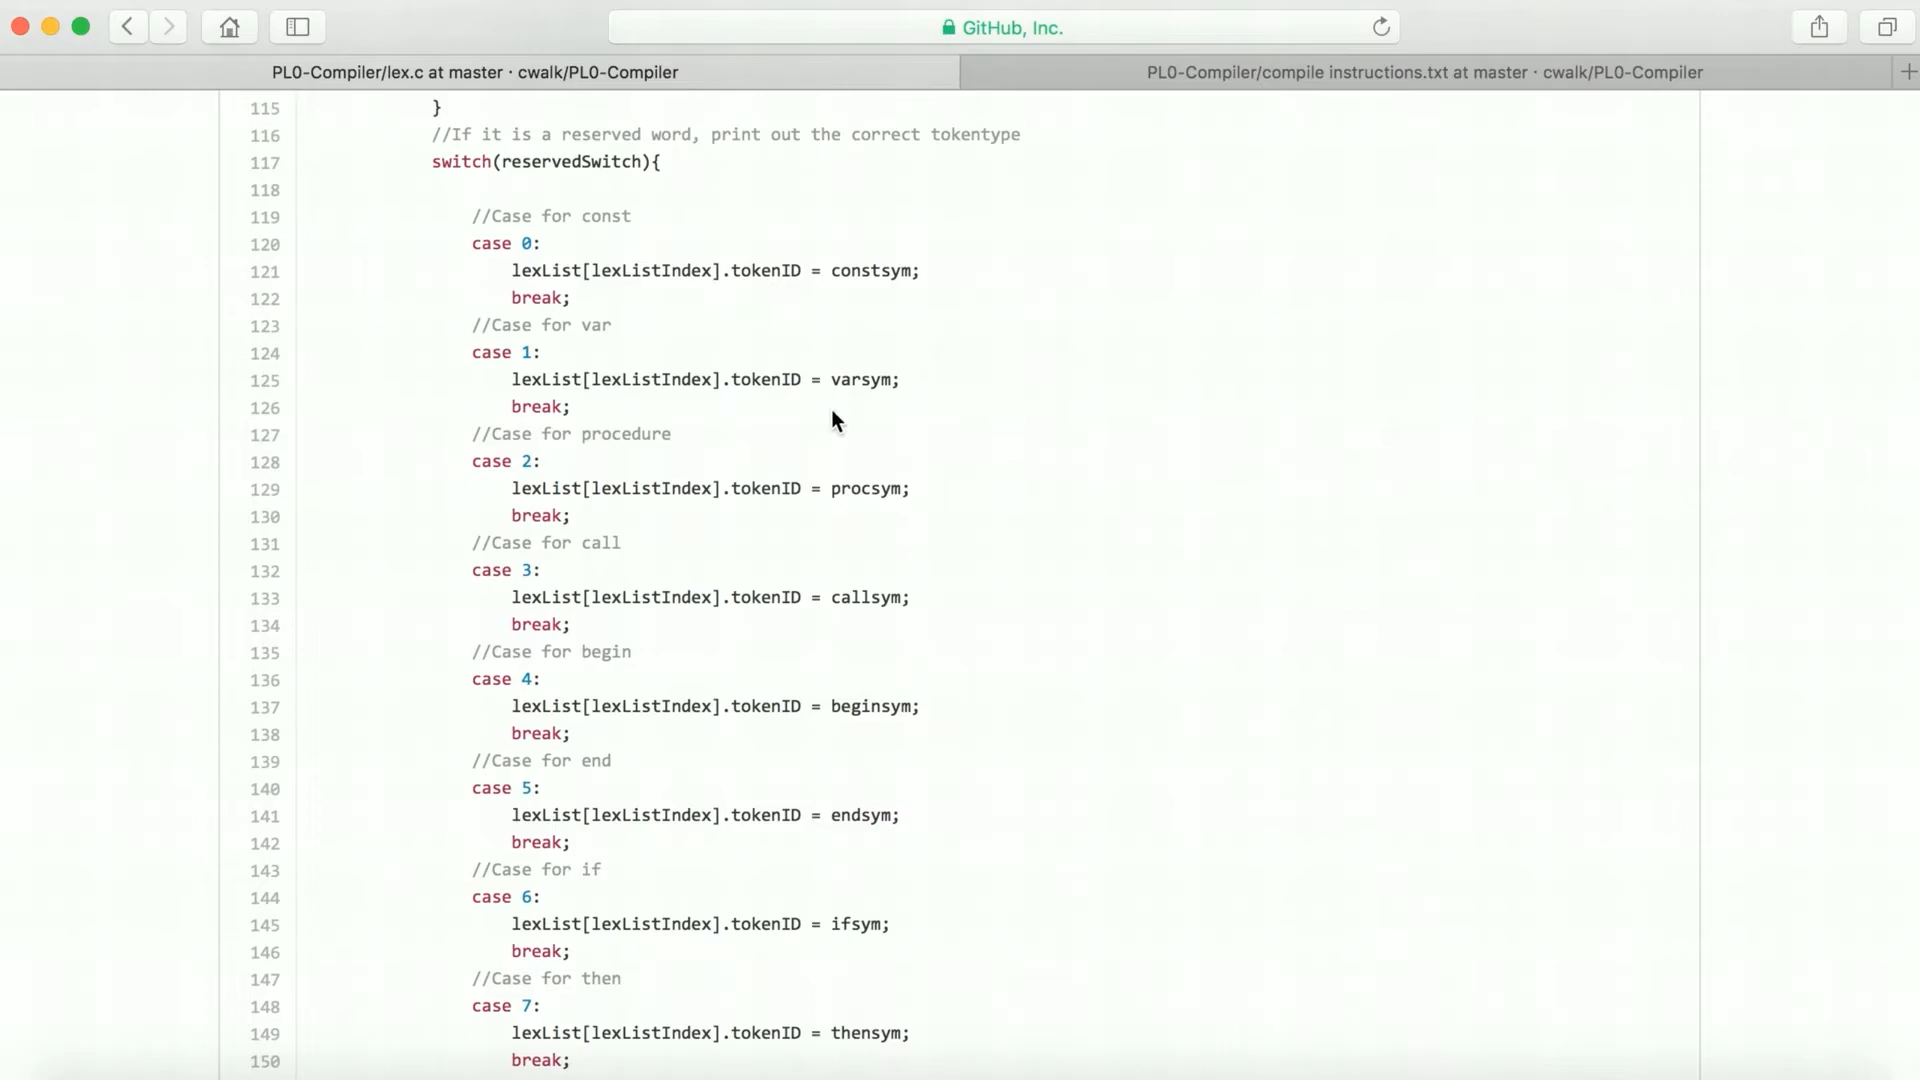 GitHub, Inc.
PL0-Compiler/lex.c at master · cwalk/PL0-Compiler
PL0-Compiler/compile instructions.txt at master · cwalk/PL0-Compiler
115 }
116 //If it is a reserved word, print out the correct tokentype
117 switch(reservedSwitch){
118
119 //Case for const
120 case 0:
121 lexList[lexListIndex].tokenID = constsym;
122 break;
123 //Case for var
124 case 1:
125 lexList[lexListIndex].tokenID = varsym;
126 break;
127 //Case for procedure
128 case 2:
129 lexList[lexListIndex].tokenID = procsym;
130 break;
131 //Case for call
132 case 3:
133 lexList[lexListIndex].tokenID = callsym;
134 break;
135 //Case for begin
136 case 4:
137 lexList[lexListIndex].tokenID = beginsym;
138 break;
139 //Case for end
140 case 5:
141 lexList[lexListIndex].tokenID = endsym;
142 break;
143 //Case for if
144 case 6:
145 lexList[lexListIndex].tokenID = ifsym;
146 break;
147 //Case for then
148 case 7:
149 lexList[lexListIndex].tokenID = thensym;
150 break;